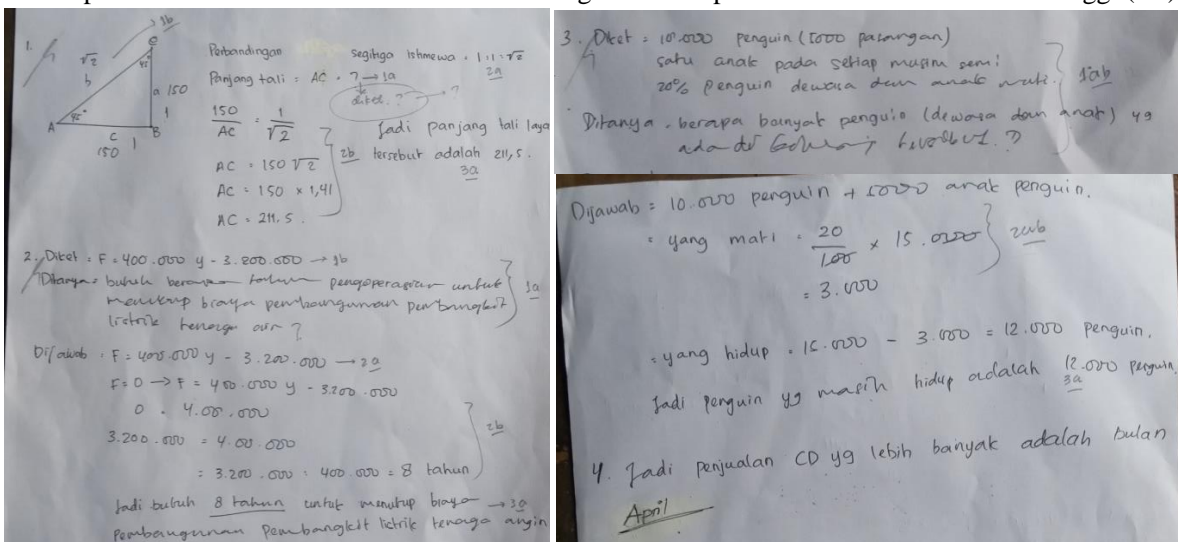 1.
1b
√2
b
C
45°
a 150
1
A
45°
c
1
B
150
Perbandingan segitiga istimewa = 1:1:√2
2a
Panjang tali = AC = ? → 1a
diket. ?
→ ?
150/AC = 1/√2
AC = 150 √2
AC = 150 × 1,41
AC = 211,5.
2b
Jadi panjang tali laya
tersebut adalah 211,5.
3a
2. Diket = F = 400.000 y - 3.200.000 → 1b
Ditanya = butuh berapa tahun pengoperasian untuk
menutup biaya pembangunan pembangkit
listrik tenaga air ?
1a
Dijawab = F = 400.000 y - 3.200.000 → 2a
F = 0 → F = 400.000 y - 3.200.000
0 = 4.00.000
3.200.000 = 4.00.000
= 3.200.000 : 400.000 = 8 tahun
2b
Jadi butuh 8 tahun untuk menutup biaya → 3a
Pembangunan Pembangkit listrik tenaga angin
3. Diket = 10.000 penguin (5000 pasangan)
satu anak pada setiap musim semi
20% penguin dewasa dan anak mati.
1ab
Ditanya = berapa banyak penguin (dewasa dan anak) yg
ada di tersebut. ?
Dijawab = 10.000 penguin + 5000 anak penguin.
= yang mati = 20/100 × 15.000
= 3.000
2ab
= yang hidup = 15.000 - 3.000 = 12.000 penguin.
Jadi penguin yg masih hidup adalah 12.000 penguin.
3a
4. Jadi penjualan CD yg lebih banyak adalah bulan
April